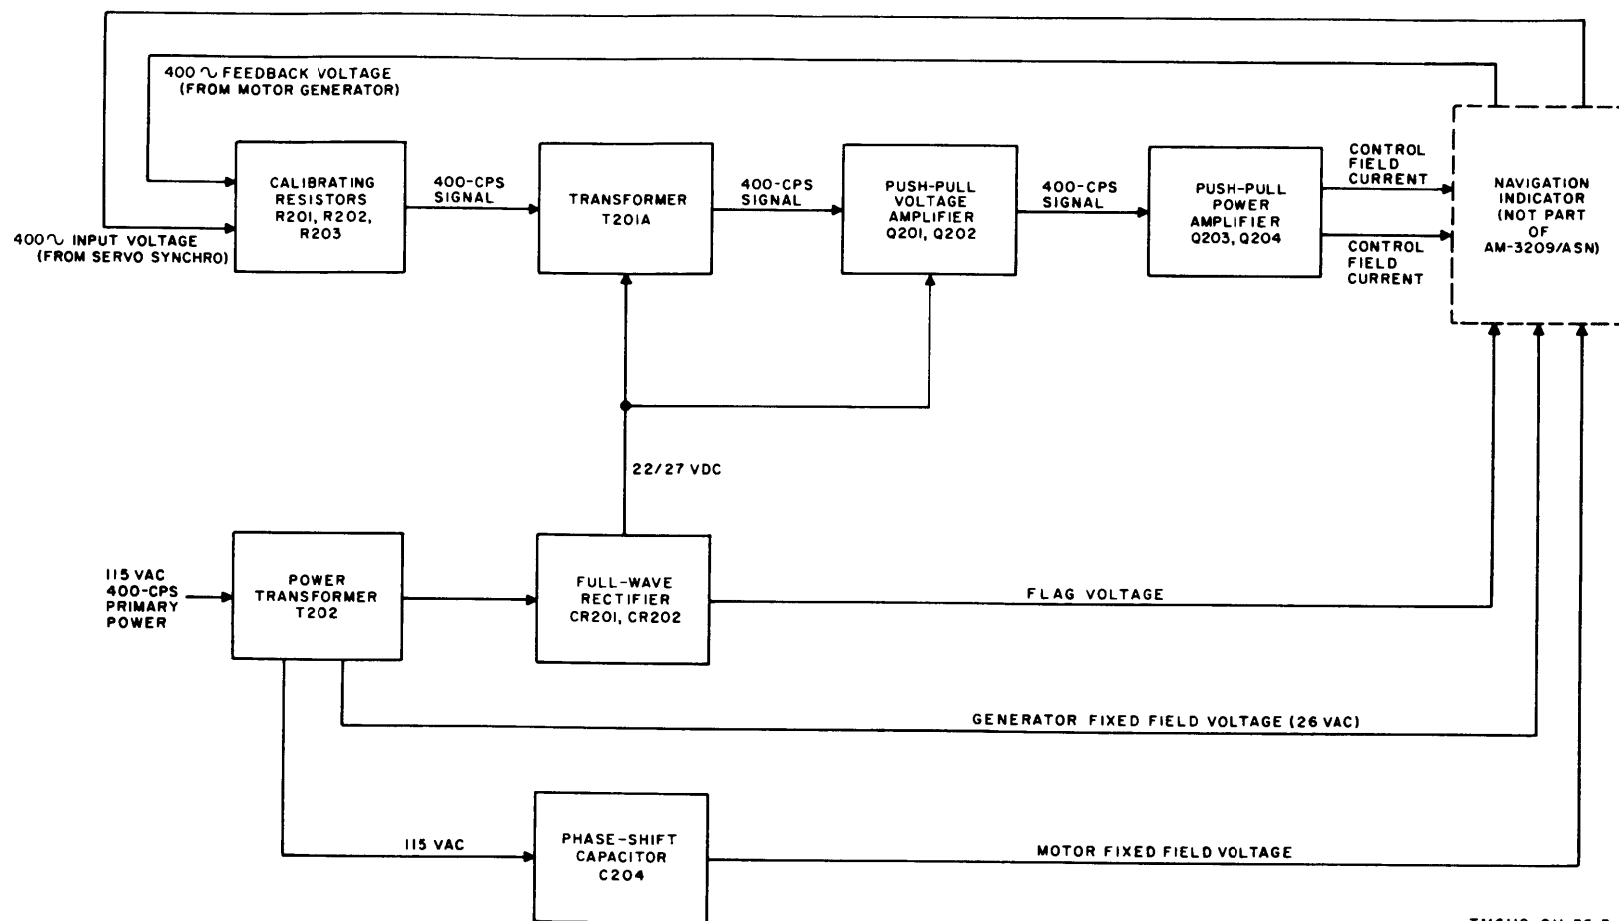 400 ∿ FEEDBACK VOLTAGE
(FROM MOTOR GENERATOR)
400 ∿ INPUT VOLTAGE
(FROM SERVO SYNCHRO)
CALIBRATING
RESISTORS
R201, R202,
R203
400-CPS
SIGNAL
TRANSFORMER
T201A
400-CPS
SIGNAL
PUSH-PULL
VOLTAGE
AMPLIFIER
Q201, Q202
400-CPS
SIGNAL
PUSH-PULL
POWER
AMPLIFIER
Q203, Q204
CONTROL
FIELD
CURRENT
CONTROL
FIELD
CURRENT
NAVIGATION
INDICATOR
(NOT PART
OF
AM-3209/ASN)
22/27 VDC
115 VAC
400-CPS
PRIMARY
POWER
POWER
TRANSFORMER
T202
FULL-WAVE
RECTIFIER
CR201, CR202
FLAG VOLTAGE
GENERATOR FIXED FIELD VOLTAGE (26 VAC)
115 VAC
PHASE-SHIFT
CAPACITOR
C204
MOTOR FIXED FIELD VOLTAGE